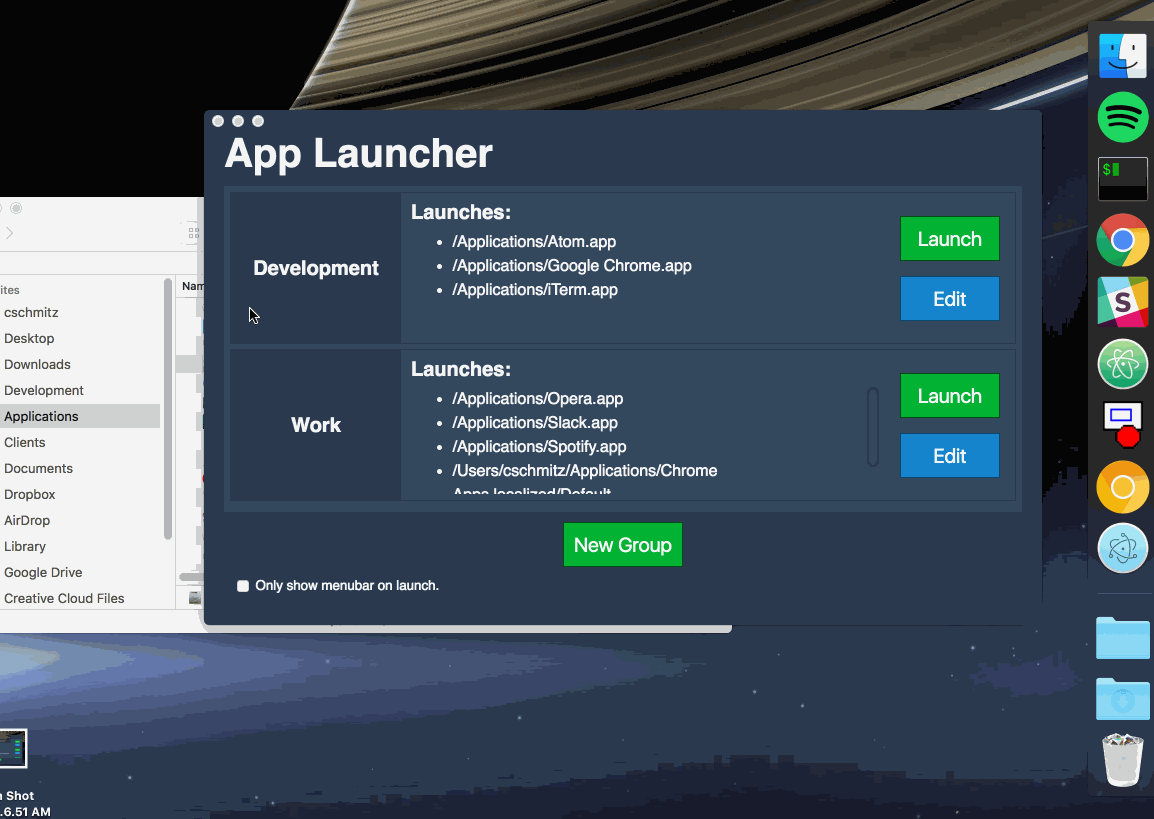 App Launcher
Development
Launches:
/Applications/Atom.app
/Applications/Google Chrome.app
/Applications/iTerm.app
Launch
Edit
Work
Launches:
/Applications/Opera.app
/Applications/Slack.app
/Applications/Spotify.app
/Users/cschmitz/Applications/Chrome
Apps.localized/Default
Launch
Edit
New Group
Only show menubar on launch.
ites
Nam
cschmitz
Desktop
Downloads
Development
Applications
Clients
Documents
Dropbox
AirDrop
Library
Google Drive
Creative Cloud Files
$
S
n Shot
.6.51 AM